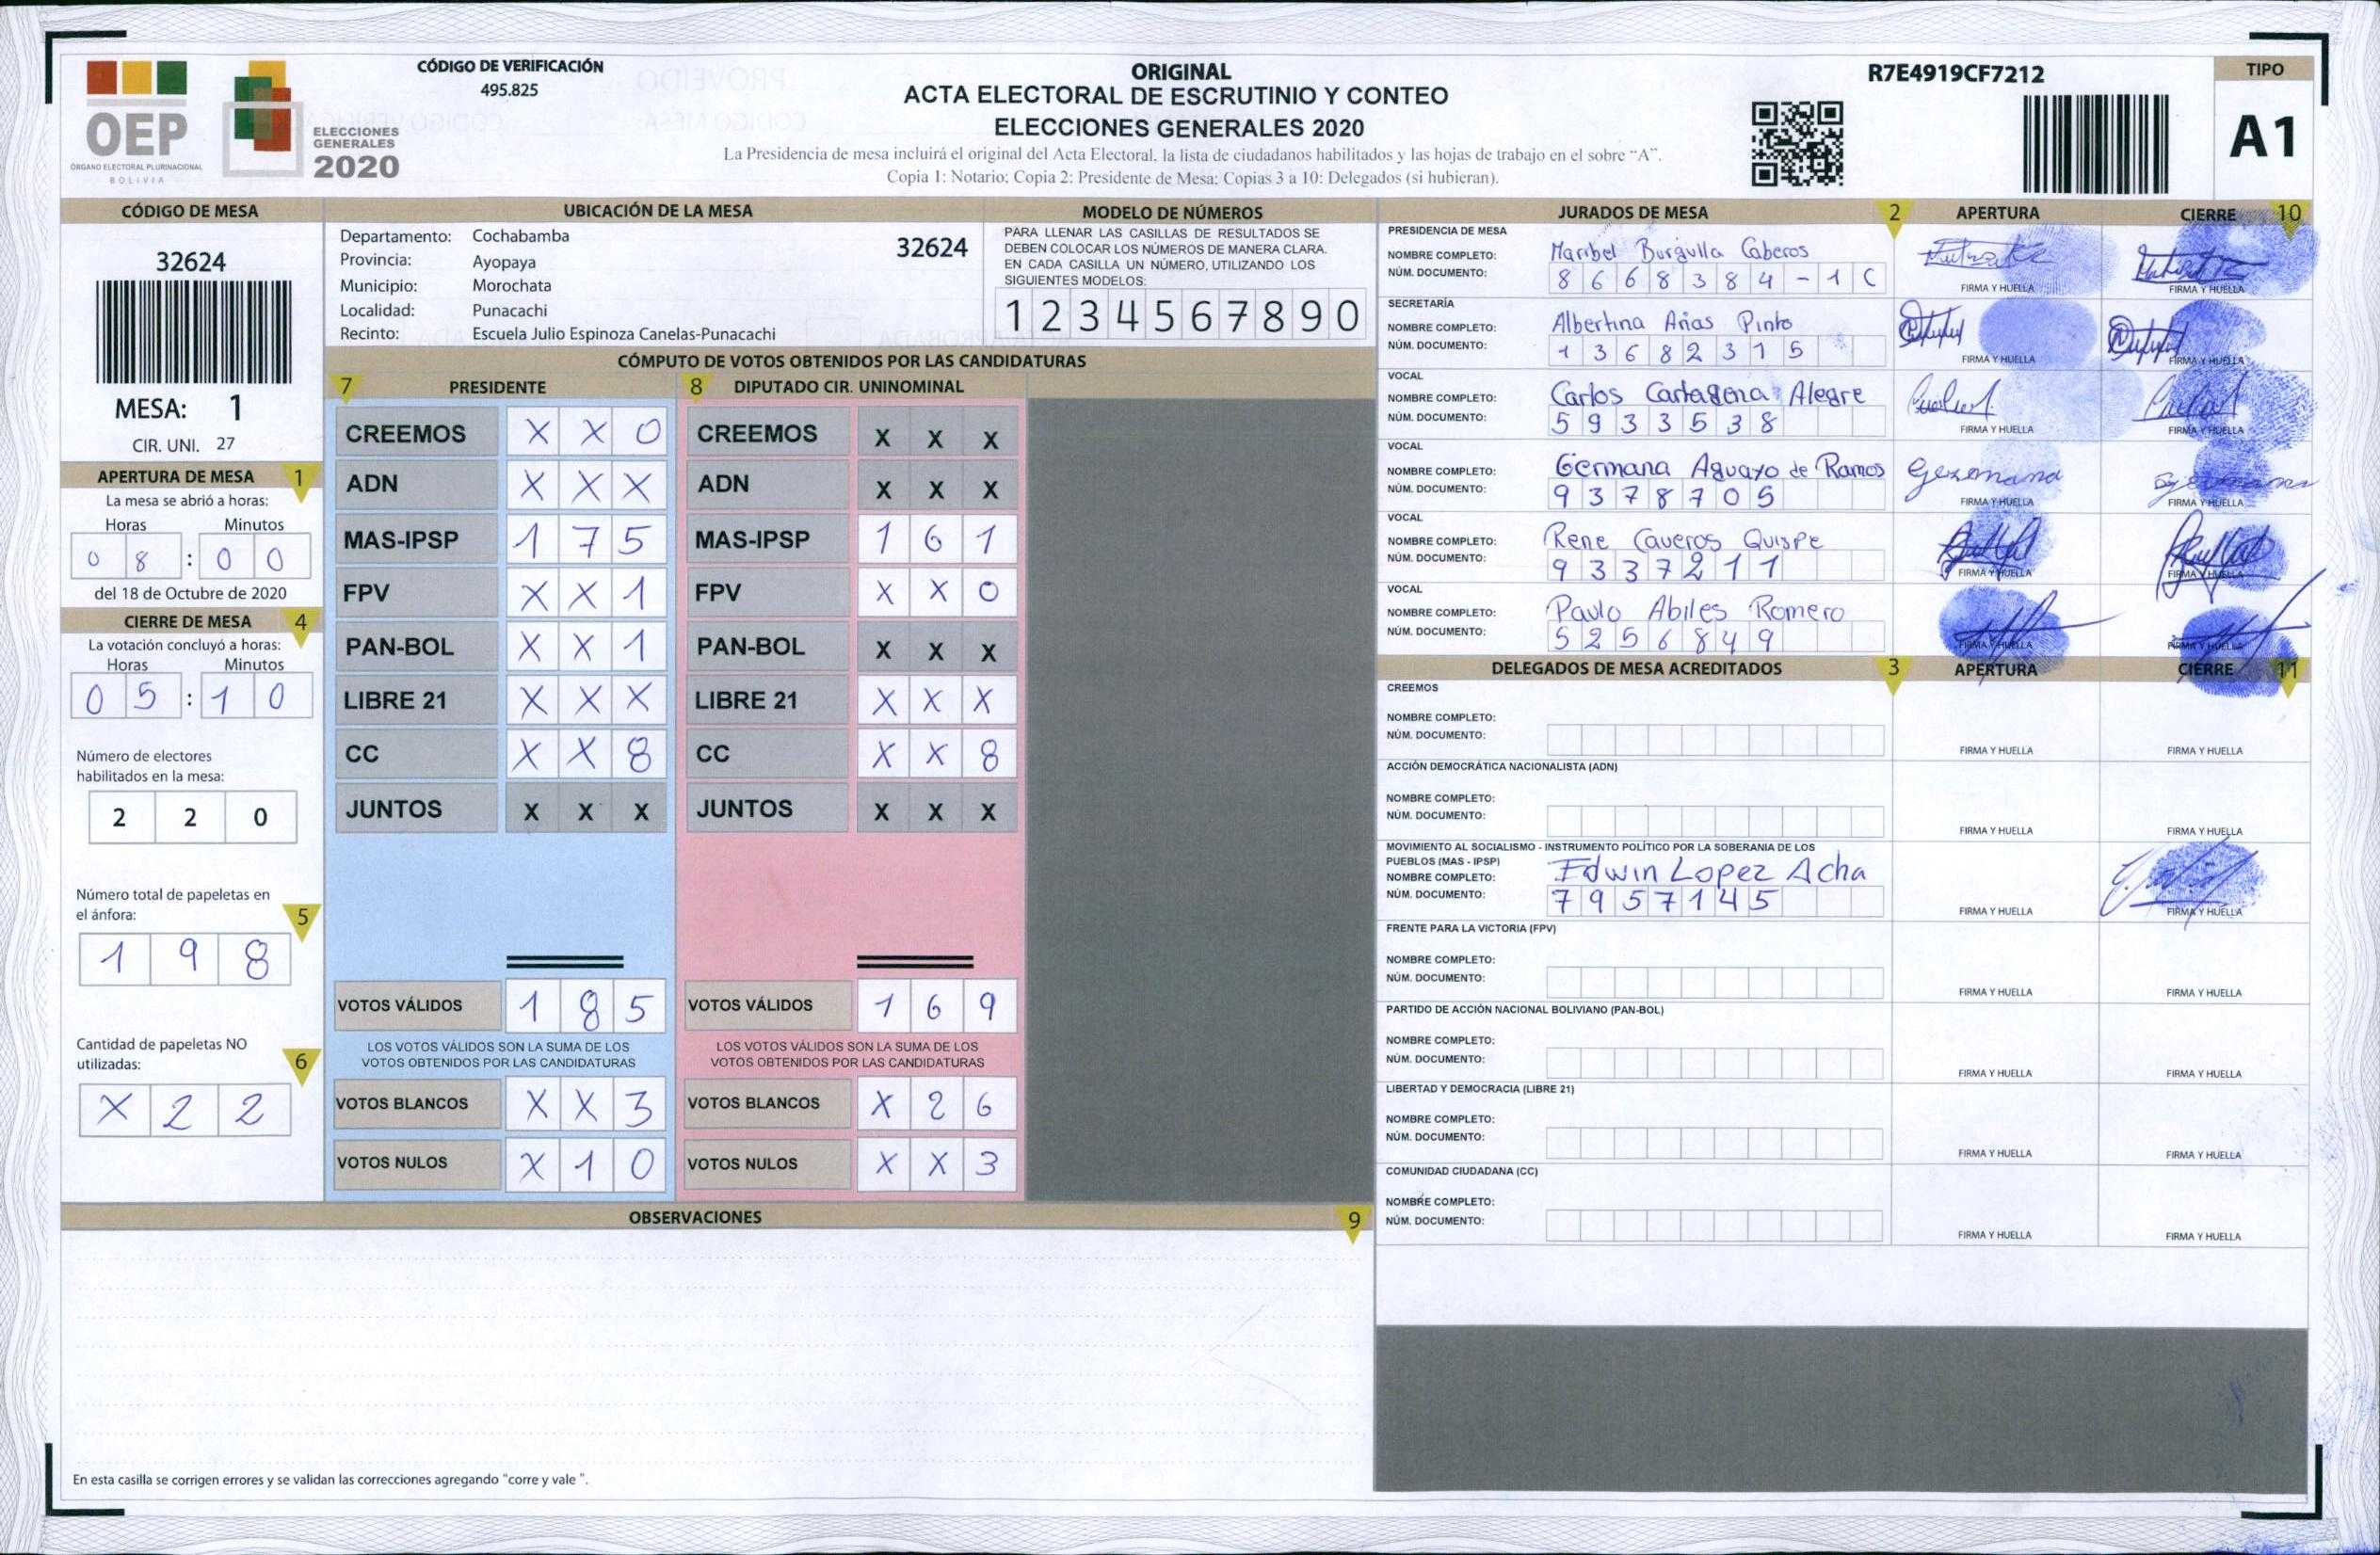 CÓDIGO DE VERIFICACIÓN
495.825
OEP
ÓRGANO ELECTORAL PLURINACIONAL
BOLIVIA
ELECCIONES
GENERALES
2020
ORIGINAL
ACTA ELECTORAL DE ESCRUTINIO Y CONTEO
ELECCIONES GENERALES 2020
La Presidencia de mesa incluirá el original del Acta Electoral, la lista de ciudadanos habilitados y las hojas de trabajo en el sobre “A”.
Copia 1: Notario; Copia 2: Presidente de Mesa; Copias 3 a 10: Delegados (si hubieran).
R7E4919CF7212
TIPO
A1
CÓDIGO DE MESA
32624
MESA: 1
CIR. UNI. 27
APERTURA DE MESA 1
La mesa se abrió a horas:
Horas Minutos
0 8 : 0 0
del 18 de Octubre de 2020
CIERRE DE MESA 4
La votación concluyó a horas:
Horas Minutos
0 5 : 1 0
Número de electores
habilitados en la mesa:
2 2 0
Número total de papeletas en
el ánfora: 5
1 9 8
Cantidad de papeletas NO
utilizadas: 6
X 2 2
UBICACIÓN DE LA MESA
Departamento: Cochabamba 32624
Provincia: Ayopaya
Municipio: Morochata
Localidad: Punacachi
Recinto: Escuela Julio Espinoza Canelas-Punacachi
MODELO DE NÚMEROS
PARA LLENAR LAS CASILLAS DE RESULTADOS SE
DEBEN COLOCAR LOS NÚMEROS DE MANERA CLARA.
EN CADA CASILLA UN NÚMERO, UTILIZANDO LOS
SIGUIENTES MODELOS:
1 2 3 4 5 6 7 8 9 0
CÓMPUTO DE VOTOS OBTENIDOS POR LAS CANDIDATURAS
7 PRESIDENTE 8 DIPUTADO CIR. UNINOMINAL
CREEMOS X X 0 CREEMOS X X X
ADN X X X ADN X X X
MAS-IPSP 1 7 5 MAS-IPSP 1 6 1
FPV X X 1 FPV X X 0
PAN-BOL X X 1 PAN-BOL X X X
LIBRE 21 X X X LIBRE 21 X X X
CC X X 8 CC X X 8
JUNTOS X X X JUNTOS X X X
VOTOS VÁLIDOS 1 8 5 VOTOS VÁLIDOS 1 6 9
LOS VOTOS VÁLIDOS SON LA SUMA DE LOS LOS VOTOS VÁLIDOS SON LA SUMA DE LOS
VOTOS OBTENIDOS POR LAS CANDIDATURAS VOTOS OBTENIDOS POR LAS CANDIDATURAS
VOTOS BLANCOS X X 3 VOTOS BLANCOS X 2 6
VOTOS NULOS X 1 0 VOTOS NULOS X X 3
OBSERVACIONES 9
En esta casilla se corrigen errores y se validan las correcciones agregando "corre y vale ".
JURADOS DE MESA 2 APERTURA CIERRE 10
PRESIDENCIA DE MESA
NOMBRE COMPLETO: Maribel Burgulla Caberos
NÚM. DOCUMENTO: 8 6 6 8 3 8 4 - 1 C FIRMA Y HUELLA FIRMA Y HUELLA
SECRETARÍA
NOMBRE COMPLETO: Albertina Arias Pinto
NÚM. DOCUMENTO: 1 3 6 8 2 3 1 5 FIRMA Y HUELLA FIRMA Y HUELLA
VOCAL
NOMBRE COMPLETO: Carlos Cartagena Alegre
NÚM. DOCUMENTO: 5 9 3 3 5 3 8 FIRMA Y HUELLA FIRMA Y HUELLA
VOCAL
NOMBRE COMPLETO: Germana Aguayo de Ramos Germana
NÚM. DOCUMENTO: 9 3 7 8 7 0 5 FIRMA Y HUELLA FIRMA Y HUELLA
VOCAL
NOMBRE COMPLETO: Rene Caveros Quispe
NÚM. DOCUMENTO: 9 3 3 7 2 1 1 FIRMA Y HUELLA FIRMA Y HUELLA
VOCAL
NOMBRE COMPLETO: Paulo Abiles Romero
NÚM. DOCUMENTO: 5 2 5 6 8 4 9 FIRMA Y HUELLA FIRMA Y HUELLA
DELEGADOS DE MESA ACREDITADOS 3 APERTURA CIERRE 11
CREEMOS
NOMBRE COMPLETO:
NÚM. DOCUMENTO: FIRMA Y HUELLA FIRMA Y HUELLA
ACCIÓN DEMOCRÁTICA NACIONALISTA (ADN)
NOMBRE COMPLETO:
NÚM. DOCUMENTO: FIRMA Y HUELLA FIRMA Y HUELLA
MOVIMIENTO AL SOCIALISMO - INSTRUMENTO POLÍTICO POR LA SOBERANIA DE LOS
PUEBLOS (MAS - IPSP)
NOMBRE COMPLETO: Edwin Lopez Acha
NÚM. DOCUMENTO: 7 9 5 7 1 4 5 FIRMA Y HUELLA FIRMA Y HUELLA
FRENTE PARA LA VICTORIA (FPV)
NOMBRE COMPLETO:
NÚM. DOCUMENTO: FIRMA Y HUELLA FIRMA Y HUELLA
PARTIDO DE ACCIÓN NACIONAL BOLIVIANO (PAN-BOL)
NOMBRE COMPLETO:
NÚM. DOCUMENTO: FIRMA Y HUELLA FIRMA Y HUELLA
LIBERTAD Y DEMOCRACIA (LIBRE 21)
NOMBRE COMPLETO:
NÚM. DOCUMENTO: FIRMA Y HUELLA FIRMA Y HUELLA
COMUNIDAD CIUDADANA (CC)
NOMBRE COMPLETO:
NÚM. DOCUMENTO: FIRMA Y HUELLA FIRMA Y HUELLA